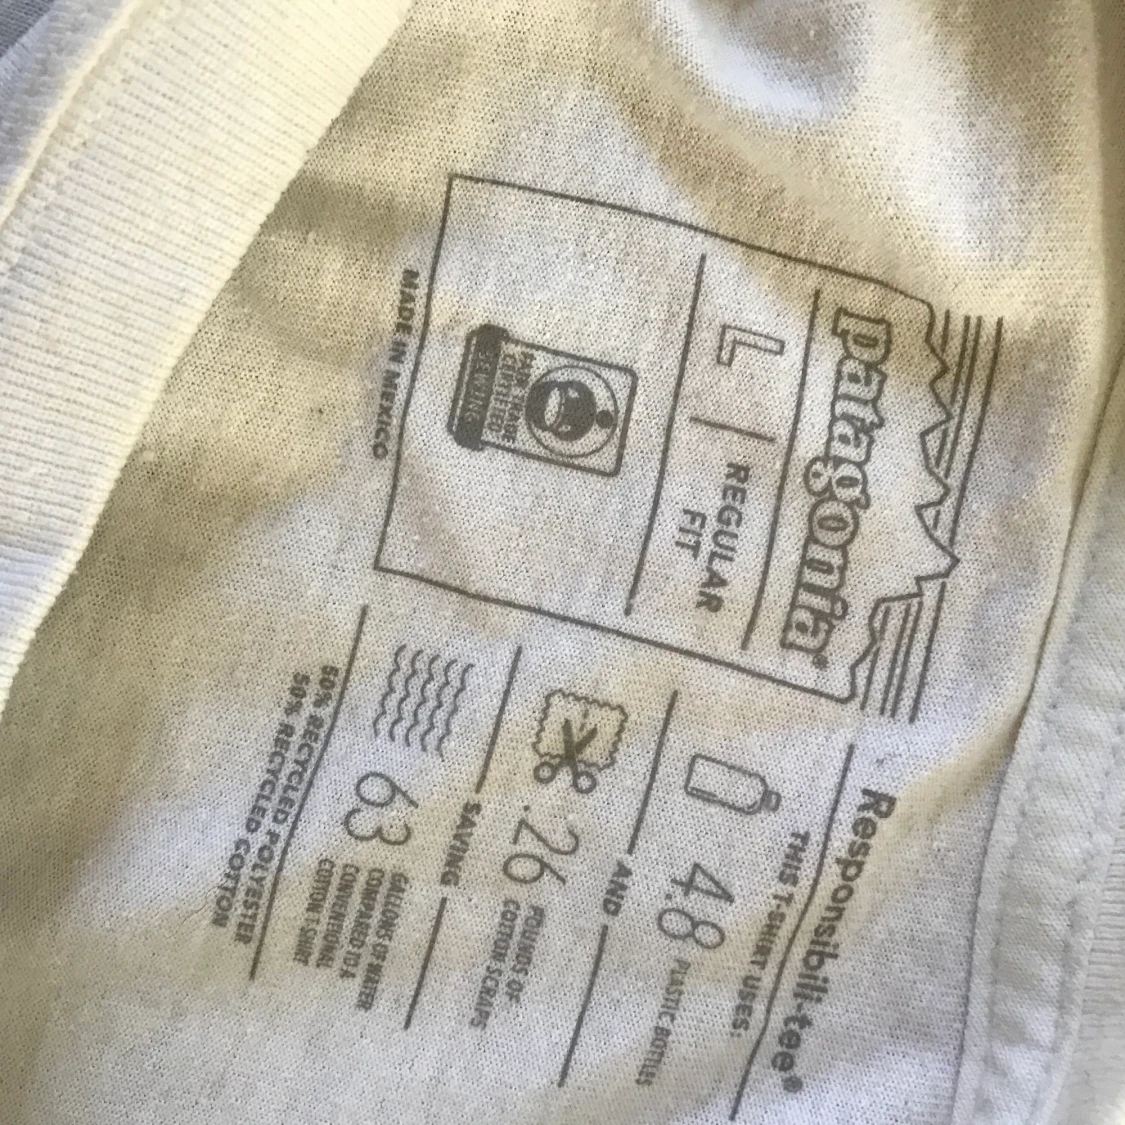 patagonia®
L | REGULAR
FIT
FAIR TRADE
CERTIFIED
SEWING
MADE IN MEXICO
Responsibili-tee®
THIS T-SHIRT USES:
4.8 PLASTIC BOTTLES
AND
.26 POUNDS OF
COTTON SCRAPS
SAVING
63 GALLONS OF WATER
COMPARED TO A
CONVENTIONAL
COTTON T-SHIRT
50% RECYCLED POLYESTER
50% RECYCLED COTTON